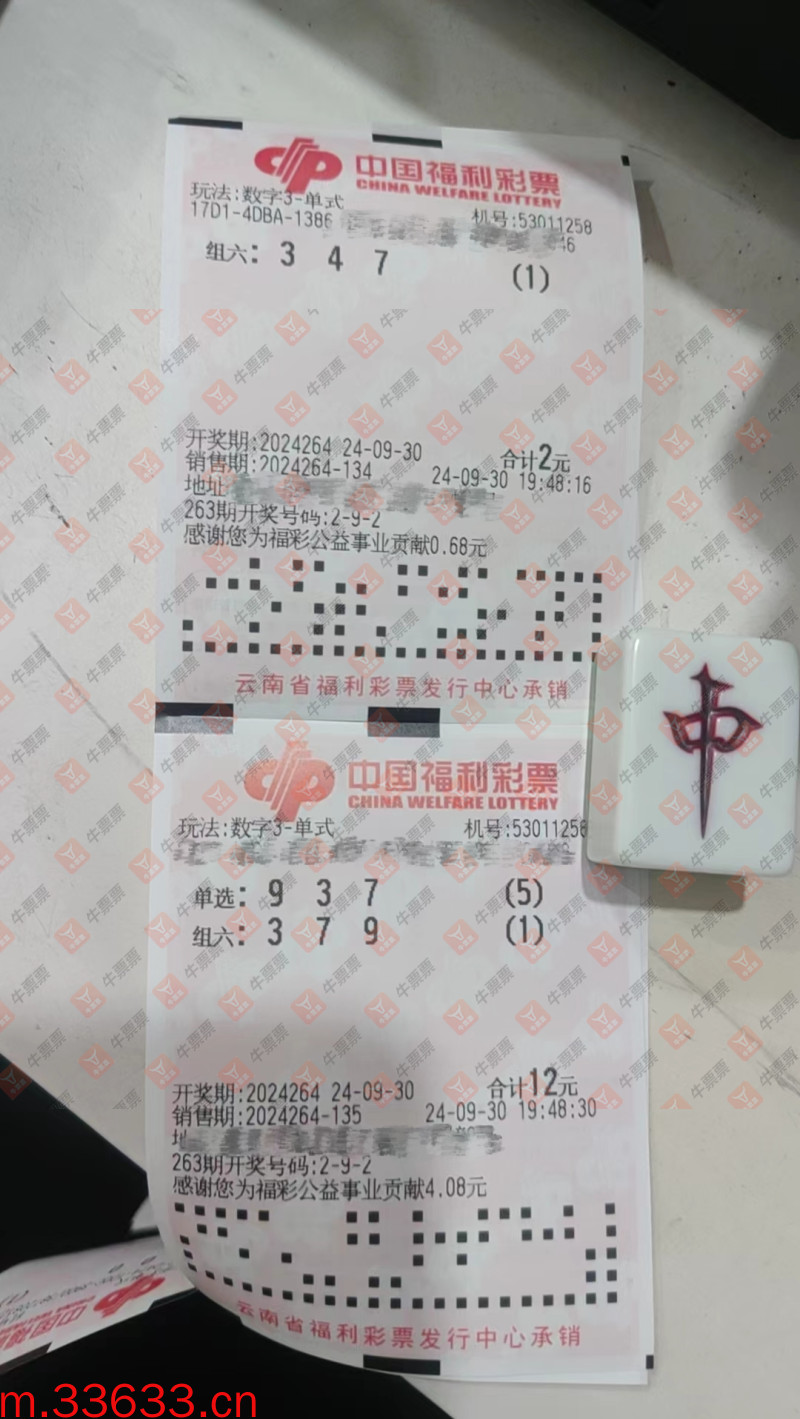 中国福利彩票
CHINA WELFARE LOTTERY
玩法:数字3-单式
机号:53011258
17D1-4DBA-1386
46
组六: 3 4 7 (1)
开奖期:2024264 24-09-30 合计2元
销售期:2024264-134 24-09-30 19:48:16
地址
263期开奖号码:2-9-2
感谢您为福彩公益事业贡献0.68元
云南省福利彩票发行中心承销
中
中国福利彩票
CHINA WELFARE LOTTERY
玩法:数字3-单式 机号:53011258
单选: 9 3 7 (5)
组六: 3 7 9 (1)
开奖期:2024264 24-09-30 合计12元
销售期:2024264-135 24-09-30 19:48:30
263期开奖号码:2-9-2
感谢您为福彩公益事业贡献4.08元
云南省福利彩票发行中心承销
牛票票
m.33633.cn